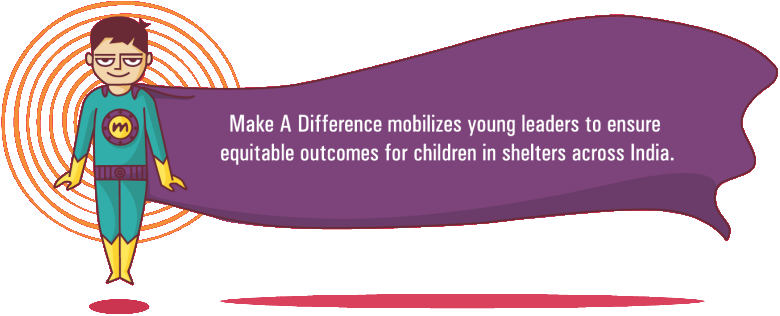 Make A Difference mobilizes young leaders to ensure
equitable outcomes for children in shelters across India.
m